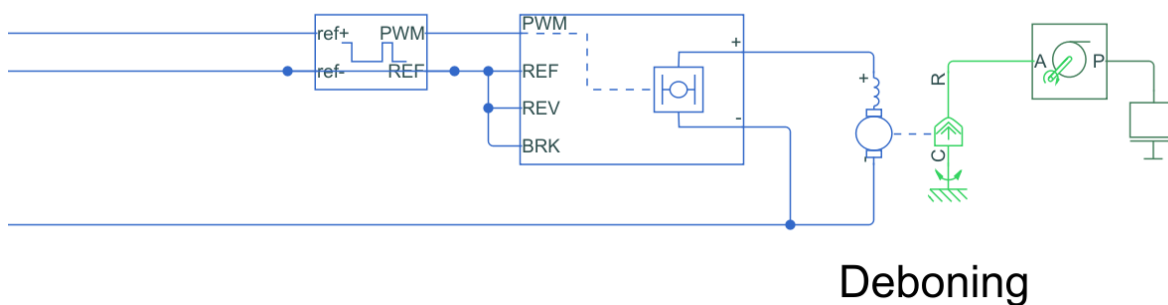 ref+ PWM
ref- REF
PWM
REF
REV
BRK
+
-
+
-
R
C
A P
Deboning